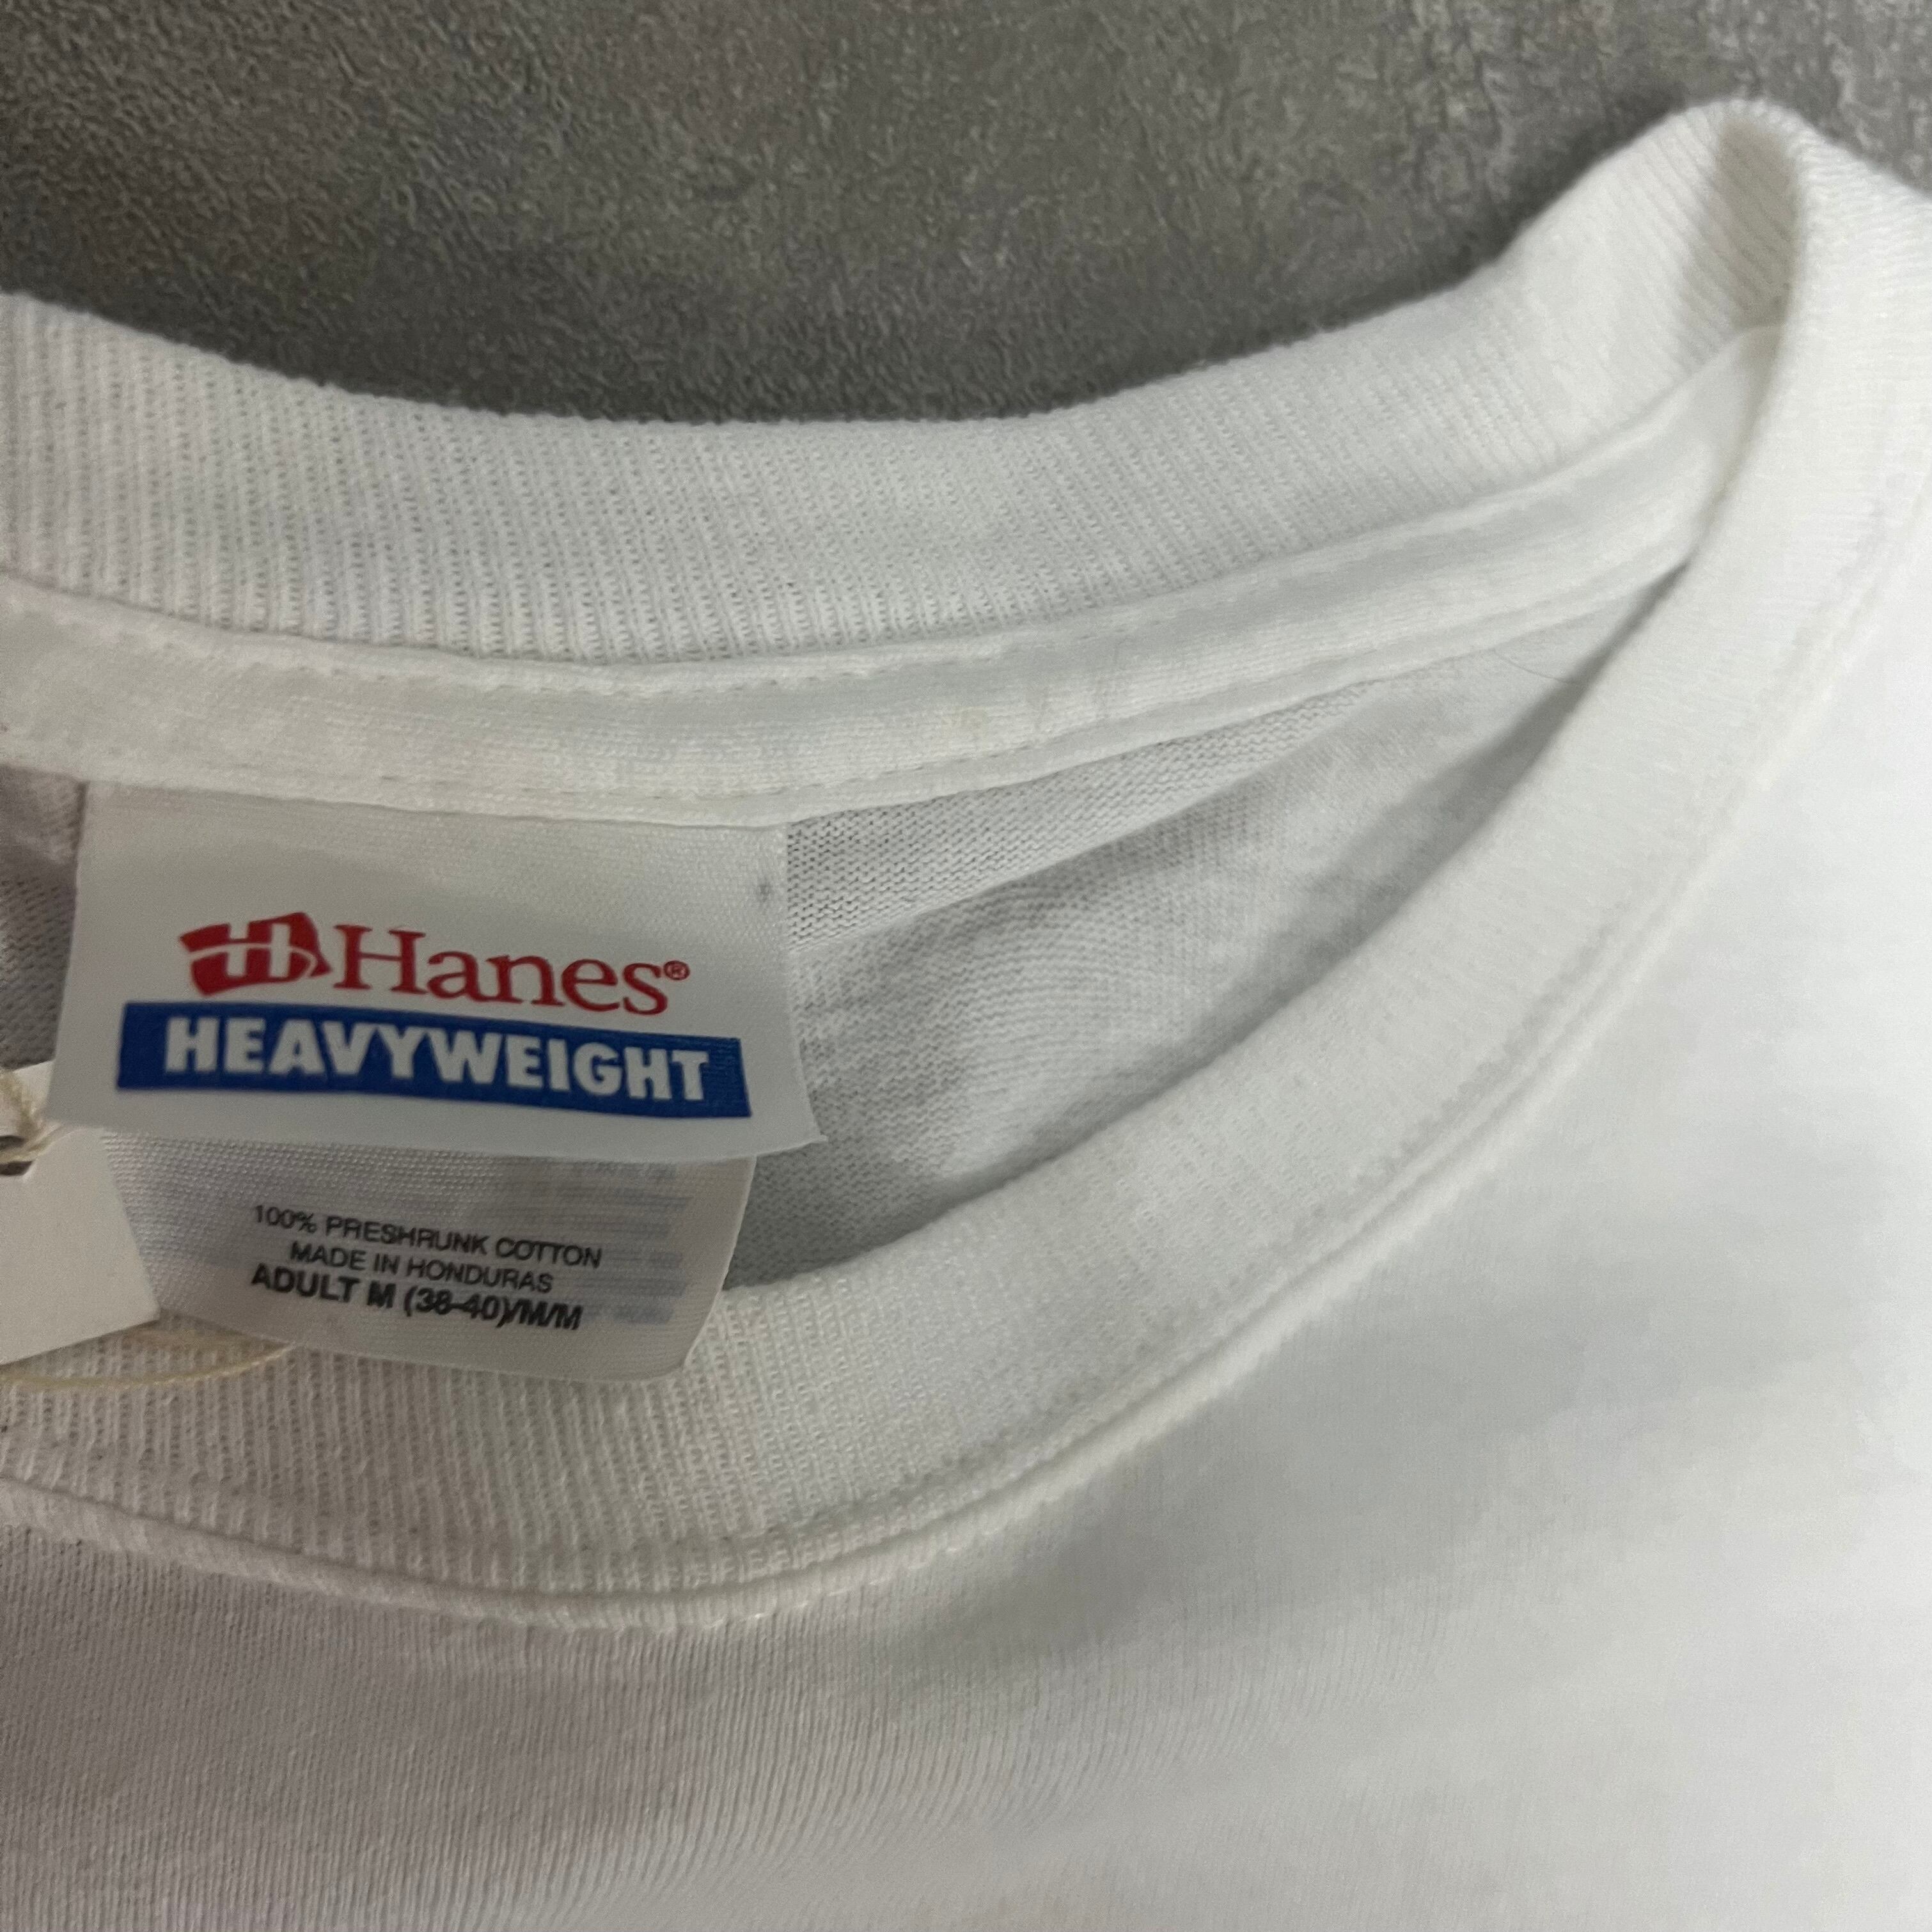 Hanes®
HEAVYWEIGHT
100% PRESHRUNK COTTON
MADE IN HONDURAS
ADULT M (38-40)/M/M